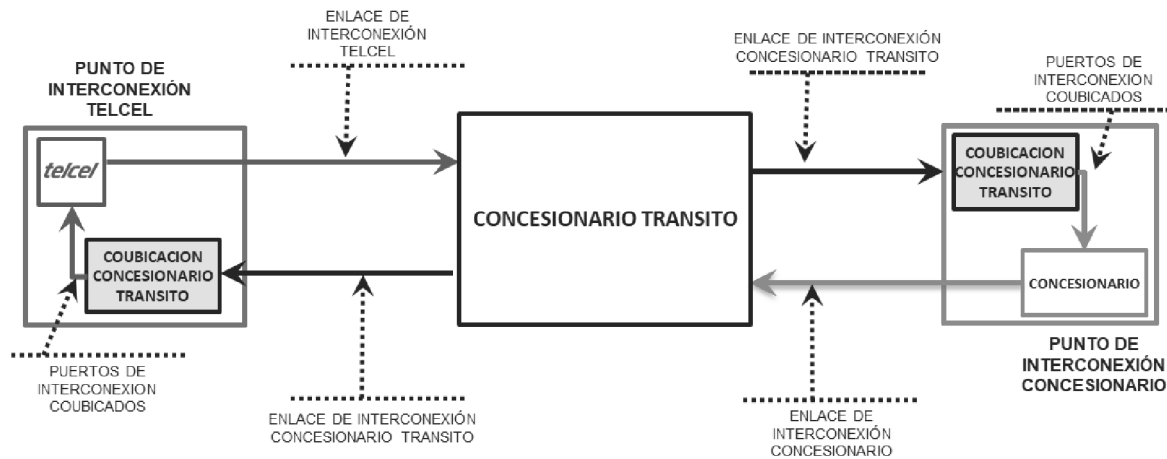 ENLACE DE
INTERCONEXIÓN
TELCEL
ENLACE DE INTERCONEXIÓN
CONCESIONARIO TRANSITO
PUERTOS DE
INTERCONEXION
COUBICADOS
PUNTO DE
INTERCONEXIÓN
TELCEL
telcel
COUBICACION
CONCESIONARIO
TRANSITO
CONCESIONARIO TRANSITO
COUBICACION
CONCESIONARIO
TRANSITO
CONCESIONARIO
PUERTOS DE
INTERCONEXION
COUBICADOS
ENLACE DE INTERCONEXIÓN
CONCESIONARIO TRANSITO
ENLACE DE
INTERCONEXIÓN
CONCESIONARIO
PUNTO DE
INTERCONEXIÓN
CONCESIONARIO